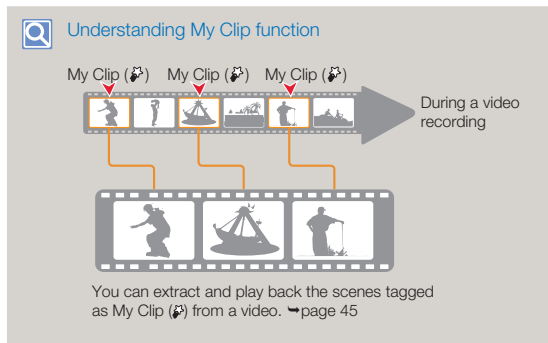 Understanding My Clip function
My Clip ( ) My Clip ( ) My Clip ( )
During a video
recording
You can extract and play back the scenes tagged
as My Clip ( ) from a video. ➥page 45